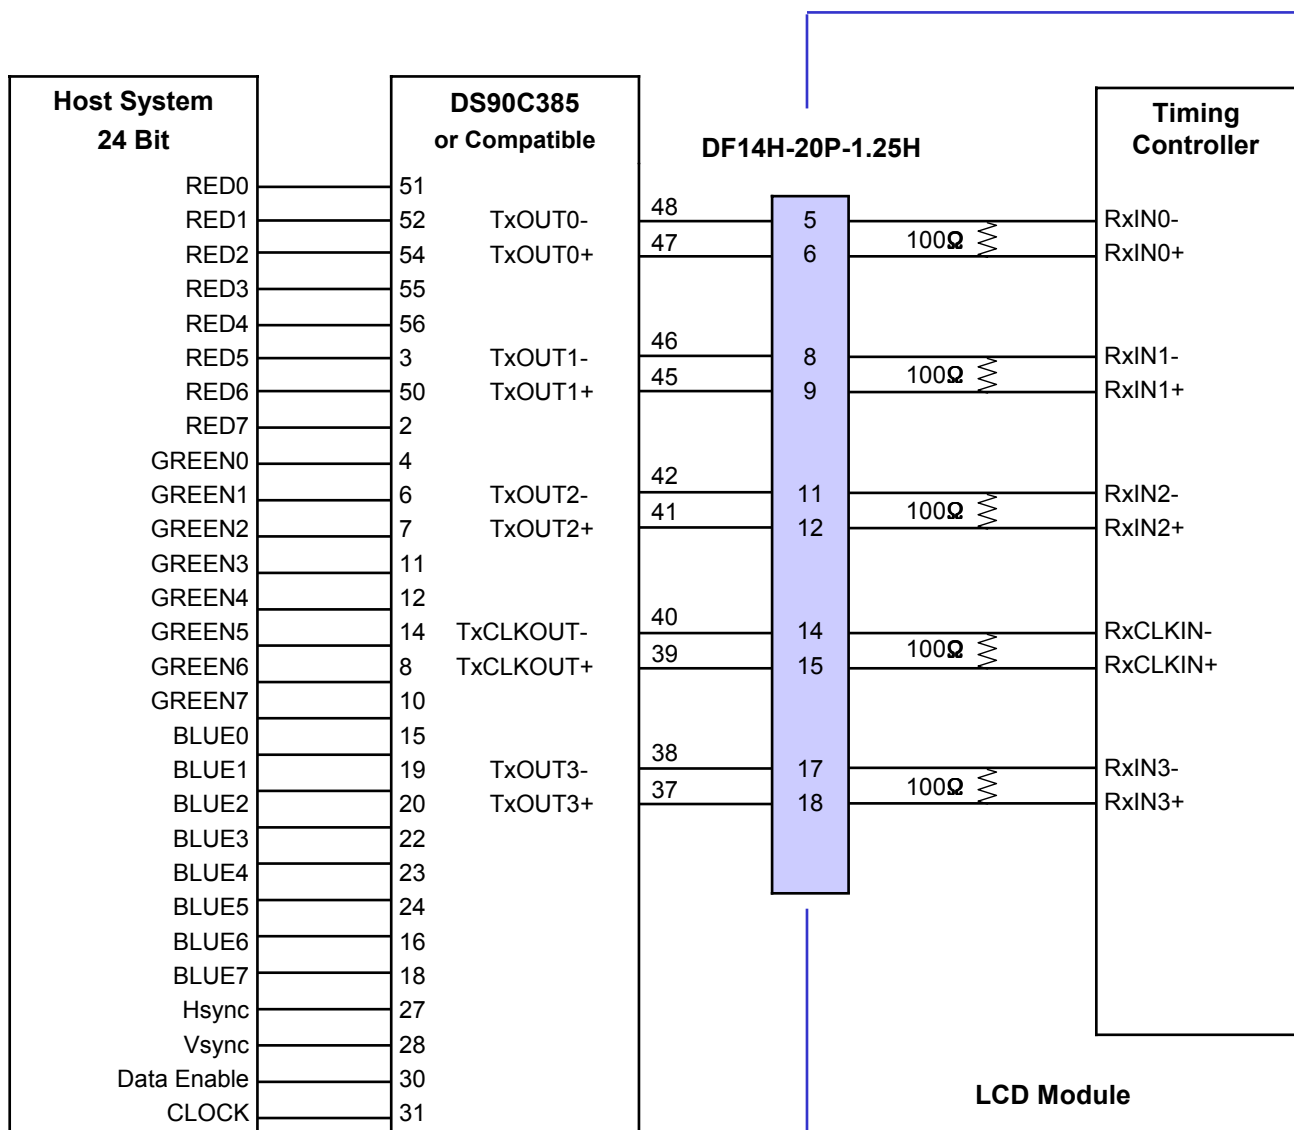 Host System
24 Bit
RED0
RED1
RED2
RED3
RED4
RED5
RED6
RED7
GREEN0
GREEN1
GREEN2
GREEN3
GREEN4
GREEN5
GREEN6
GREEN7
BLUE0
BLUE1
BLUE2
BLUE3
BLUE4
BLUE5
BLUE6
BLUE7
Hsync
Vsync
Data Enable
CLOCK
DS90C385
or Compatible
51
52
54
55
56
3
50
2
4
6
7
11
12
14
8
10
15
19
20
22
23
24
16
18
27
28
30
31
TxOUT0-
TxOUT0+
TxOUT1-
TxOUT1+
TxOUT2-
TxOUT2+
TxCLKOUT-
TxCLKOUT+
TxOUT3-
TxOUT3+
48
47
46
45
42
41
40
39
38
37
DF14H-20P-1.25H
5
6
8
9
11
12
14
15
17
18
100Ω
100Ω
100Ω
100Ω
100Ω
Timing
Controller
RxIN0-
RxIN0+
RxIN1-
RxIN1+
RxIN2-
RxIN2+
RxCLKIN-
RxCLKIN+
RxIN3-
RxIN3+
LCD Module